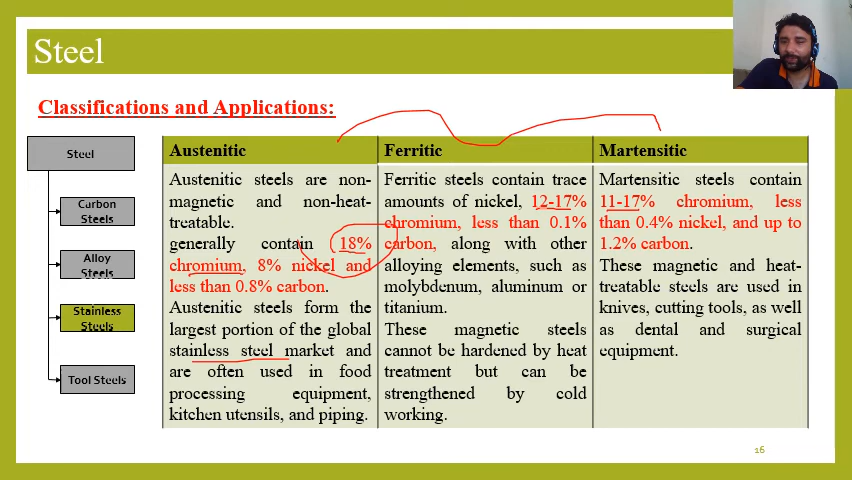 Steel
Classifications and Applications:
Steel
Carbon
Steels
Alloy
Steels
Stainless
Steels
Tool Steels
Austenitic
Austenitic steels are non-
magnetic and non-heat-
treatable.
generally contain 18%
chromium, 8% nickel and
less than 0.8% carbon.
Austenitic steels form the
largest portion of the global
stainless steel market and
are often used in food
processing equipment,
kitchen utensils, and piping.
Ferritic
Ferritic steels contain trace
amounts of nickel, 12-17%
chromium, less than 0.1%
carbon, along with other
alloying elements, such as
molybdenum, aluminum or
titanium.
These magnetic steels
cannot be hardened by heat
treatment but can be
strengthened by cold
working.
Martensitic
Martensitic steels contain
11-17% chromium, less
than 0.4% nickel, and up to
1.2% carbon.
These magnetic and heat-
treatable steels are used in
knives, cutting tools, as well
as dental and surgical
equipment.
16